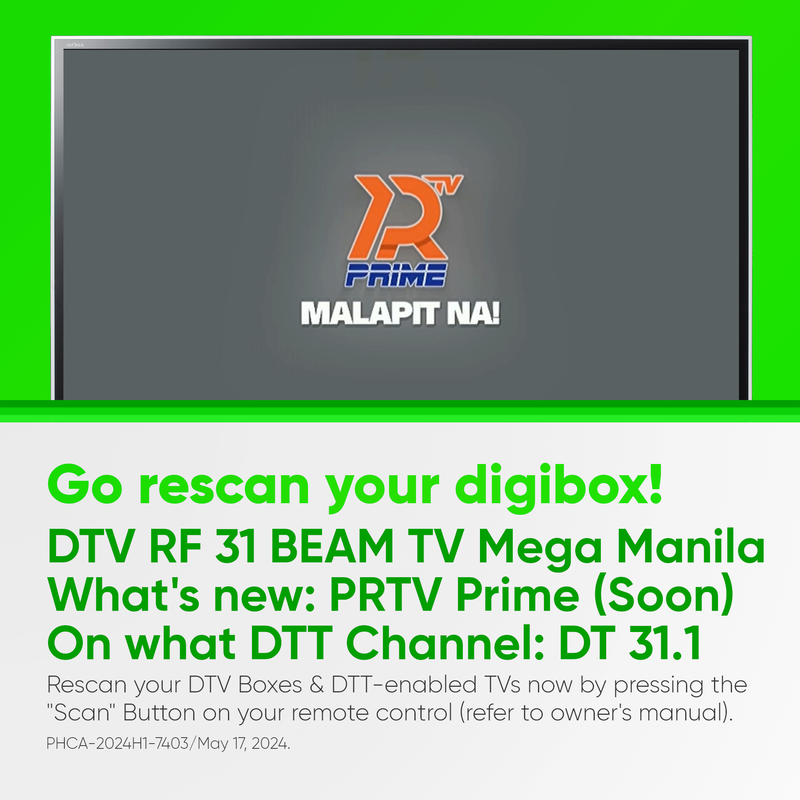 PRTV
PRIME
MALAPIT NA!
Go rescan your digibox!
DTV RF 31 BEAM TV Mega Manila
What's new: PRTV Prime (Soon)
On what DTT Channel: DT 31.1
Rescan your DTV Boxes & DTT-enabled TVs now by pressing the
"Scan" Button on your remote control (refer to owner's manual).
PHCA-2024H1-7403/May 17, 2024.